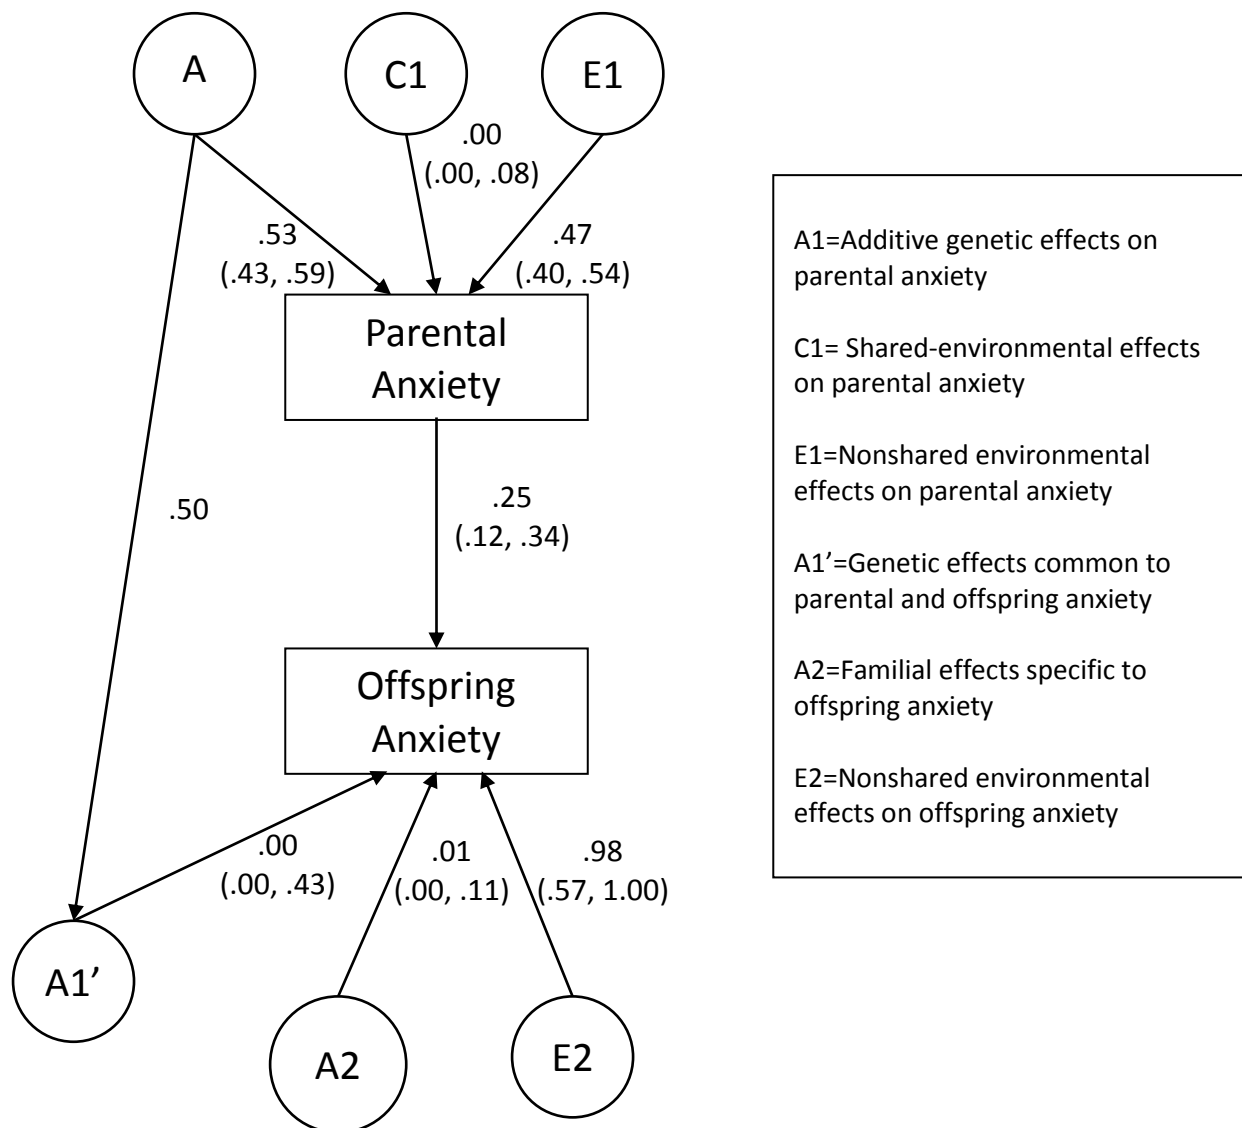 A
C1
E1
.00
(.00, .08)
.53
(.43, .59)
.47
(.40, .54)
Parental
Anxiety
.50
.25
(.12, .34)
Offspring
Anxiety
.00
(.00, .43)
.01
(.00, .11)
.98
(.57, 1.00)
A1’
A2
E2
A1=Additive genetic effects on
parental anxiety
C1= Shared-environmental effects
on parental anxiety
E1=Nonshared environmental
effects on parental anxiety
A1’=Genetic effects common to
parental and offspring anxiety
A2=Familial effects specific to
offspring anxiety
E2=Nonshared environmental
effects on offspring anxiety